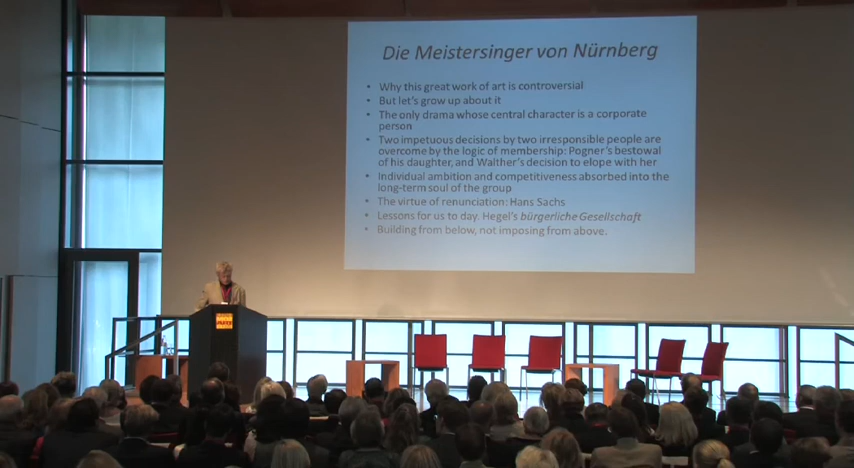 Die Meistersinger von Nürnberg
• Why this great work of art is controversial
• But let's grow up about it
• The only drama whose central character is a corporate
person
• Two impetuous decisions by two irresponsible people are
overcome by the logic of membership: Pogner's bestowal
of his daughter, and Walther's decision to elope with her
• Individual ambition and competitiveness absorbed into the
long-term soul of the group
• The virtue of renunciation: Hans Sachs
• Lessons for us to day. Hegel's bürgerliche Gesellschaft
• Building from below, not imposing from above.